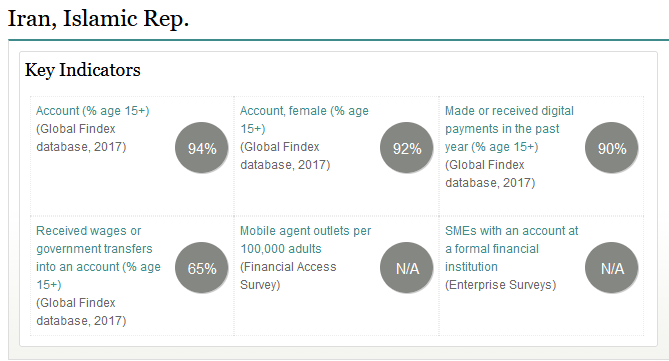 Iran, Islamic Rep.
Key Indicators
Account (% age 15+)
(Global Findex
database, 2017)
94%
Account, female (% age
15+)
(Global Findex
database, 2017)
92%
Made or received digital
payments in the past
year (% age 15+)
(Global Findex
database, 2017)
90%
Received wages or
government transfers
into an account (% age
15+)
(Global Findex
database, 2017)
65%
Mobile agent outlets per
100,000 adults
(Financial Access
Survey)
N/A
SMEs with an account at
a formal financial
institution
(Enterprise Surveys)
N/A